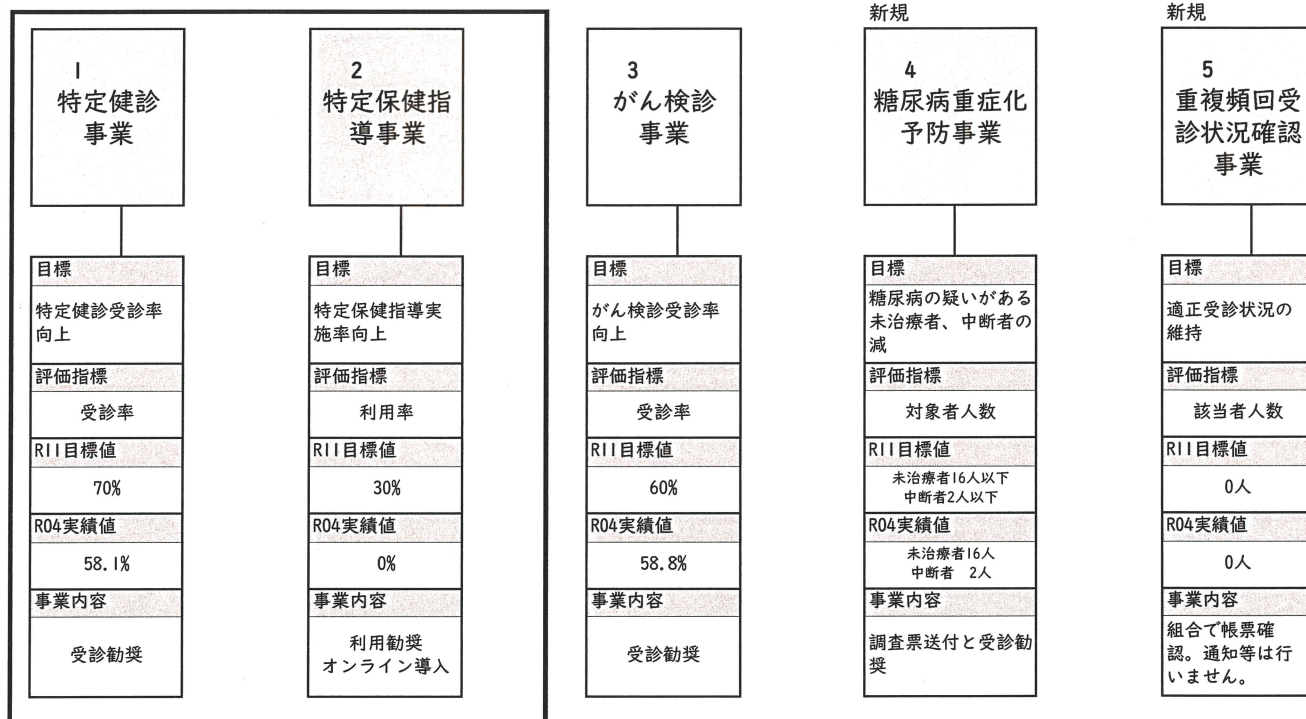 1
特定健診
事業
目標
特定健診受診率
向上
評価指標
受診率
R11目標値
70%
R04実績値
58.1%
事業内容
受診勧奨
2
特定保健指
導事業
目標
特定保健指導実
施率向上
評価指標
利用率
R11目標値
30%
R04実績値
0%
事業内容
利用勧奨
オンライン導入
3
がん検診
事業
目標
がん検診受診率
向上
評価指標
受診率
R11目標値
60%
R04実績値
58.8%
事業内容
受診勧奨
新規
4
糖尿病重症化
予防事業
目標
糖尿病の疑いがある
未治療者、中断者の
減
評価指標
対象者人数
R11目標値
未治療者16人以下
中断者2人以下
R04実績値
未治療者16人
中断者 2人
事業内容
調査票送付と受診勧
奨
新規
5
重複頻回受
診状況確認
事業
目標
適正受診状況の
維持
評価指標
該当者人数
R11目標値
0人
R04実績値
0人
事業内容
組合で帳票確
認。通知等は行
いません。